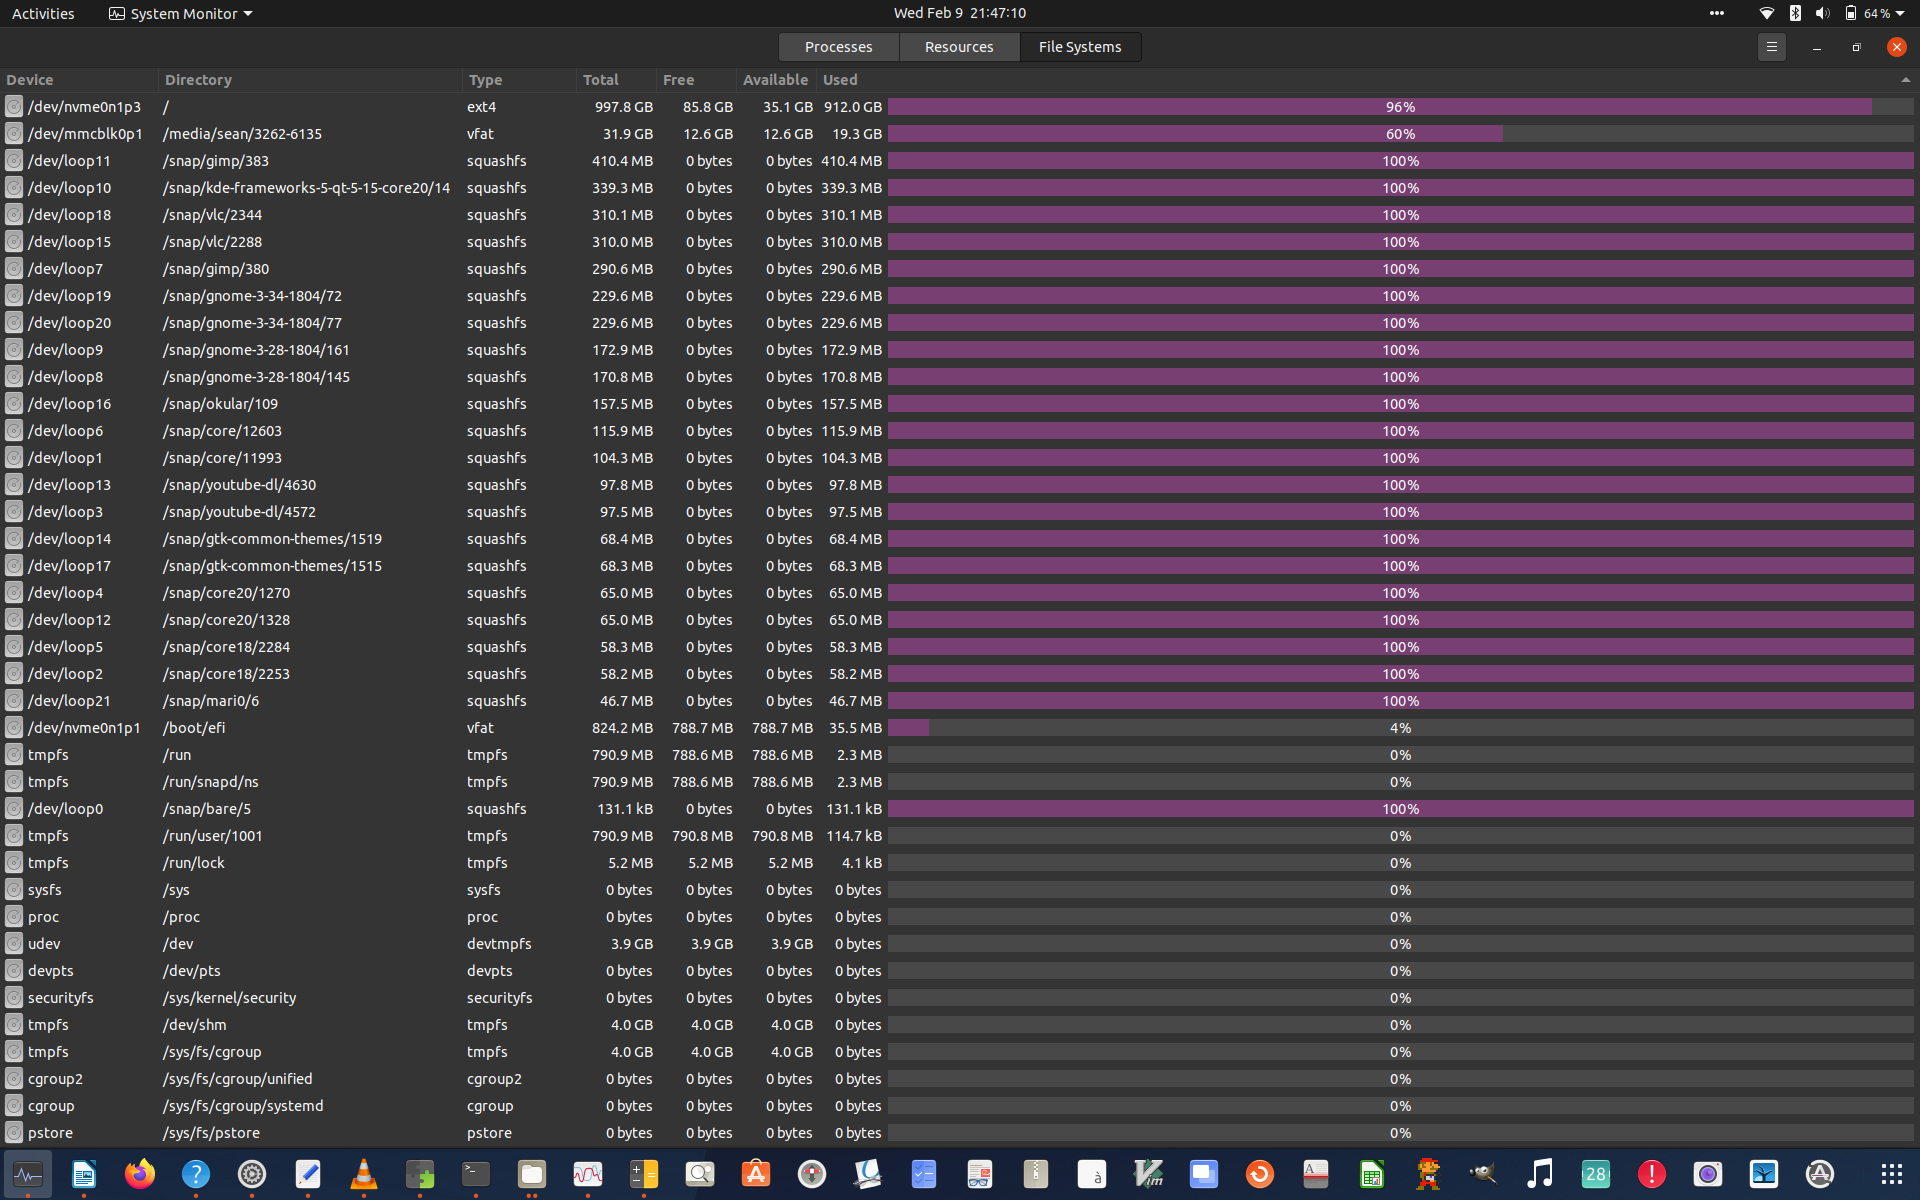 Activities System Monitor Wed Feb 9 21:47:10 64 %
Processes Resources File Systems
Device Directory Type Total Free Available Used
/dev/nvme0n1p3 / ext4 997.8 GB 85.8 GB 35.1 GB 912.0 GB 96%
/dev/mmcblk0p1 /media/sean/3262-6135 vfat 31.9 GB 12.6 GB 12.6 GB 19.3 GB 60%
/dev/loop11 /snap/gimp/383 squashfs 410.4 MB 0 bytes 0 bytes 410.4 MB 100%
/dev/loop10 /snap/kde-frameworks-5-qt-5-15-core20/14 squashfs 339.3 MB 0 bytes 0 bytes 339.3 MB 100%
/dev/loop18 /snap/vlc/2344 squashfs 310.1 MB 0 bytes 0 bytes 310.1 MB 100%
/dev/loop15 /snap/vlc/2288 squashfs 310.0 MB 0 bytes 0 bytes 310.0 MB 100%
/dev/loop7 /snap/gimp/380 squashfs 290.6 MB 0 bytes 0 bytes 290.6 MB 100%
/dev/loop19 /snap/gnome-3-34-1804/72 squashfs 229.6 MB 0 bytes 0 bytes 229.6 MB 100%
/dev/loop20 /snap/gnome-3-34-1804/77 squashfs 229.6 MB 0 bytes 0 bytes 229.6 MB 100%
/dev/loop9 /snap/gnome-3-28-1804/161 squashfs 172.9 MB 0 bytes 0 bytes 172.9 MB 100%
/dev/loop8 /snap/gnome-3-28-1804/145 squashfs 170.8 MB 0 bytes 0 bytes 170.8 MB 100%
/dev/loop16 /snap/okular/109 squashfs 157.5 MB 0 bytes 0 bytes 157.5 MB 100%
/dev/loop6 /snap/core/12603 squashfs 115.9 MB 0 bytes 0 bytes 115.9 MB 100%
/dev/loop1 /snap/core/11993 squashfs 104.3 MB 0 bytes 0 bytes 104.3 MB 100%
/dev/loop13 /snap/youtube-dl/4630 squashfs 97.8 MB 0 bytes 0 bytes 97.8 MB 100%
/dev/loop3 /snap/youtube-dl/4572 squashfs 97.5 MB 0 bytes 0 bytes 97.5 MB 100%
/dev/loop14 /snap/gtk-common-themes/1519 squashfs 68.4 MB 0 bytes 0 bytes 68.4 MB 100%
/dev/loop17 /snap/gtk-common-themes/1515 squashfs 68.3 MB 0 bytes 0 bytes 68.3 MB 100%
/dev/loop4 /snap/core20/1270 squashfs 65.0 MB 0 bytes 0 bytes 65.0 MB 100%
/dev/loop12 /snap/core20/1328 squashfs 65.0 MB 0 bytes 0 bytes 65.0 MB 100%
/dev/loop5 /snap/core18/2284 squashfs 58.3 MB 0 bytes 0 bytes 58.3 MB 100%
/dev/loop2 /snap/core18/2253 squashfs 58.2 MB 0 bytes 0 bytes 58.2 MB 100%
/dev/loop21 /snap/mari0/6 squashfs 46.7 MB 0 bytes 0 bytes 46.7 MB 100%
/dev/nvme0n1p1 /boot/efi vfat 824.2 MB 788.7 MB 788.7 MB 35.5 MB 4%
tmpfs /run tmpfs 790.9 MB 788.6 MB 788.6 MB 2.3 MB 0%
tmpfs /run/snapd/ns tmpfs 790.9 MB 788.6 MB 788.6 MB 2.3 MB 0%
/dev/loop0 /snap/bare/5 squashfs 131.1 kB 0 bytes 0 bytes 131.1 kB 100%
tmpfs /run/user/1001 tmpfs 790.9 MB 790.8 MB 790.8 MB 114.7 kB 0%
tmpfs /run/lock tmpfs 5.2 MB 5.2 MB 5.2 MB 4.1 kB 0%
sysfs /sys sysfs 0 bytes 0 bytes 0 bytes 0 bytes 0%
proc /proc proc 0 bytes 0 bytes 0 bytes 0 bytes 0%
udev /dev devtmpfs 3.9 GB 3.9 GB 3.9 GB 0 bytes 0%
devpts /dev/pts devpts 0 bytes 0 bytes 0 bytes 0 bytes 0%
securityfs /sys/kernel/security securityfs 0 bytes 0 bytes 0 bytes 0 bytes 0%
tmpfs /dev/shm tmpfs 4.0 GB 4.0 GB 4.0 GB 0 bytes 0%
tmpfs /sys/fs/cgroup tmpfs 4.0 GB 4.0 GB 4.0 GB 0 bytes 0%
cgroup2 /sys/fs/cgroup/unified cgroup2 0 bytes 0 bytes 0 bytes 0 bytes 0%
cgroup /sys/fs/cgroup/systemd cgroup 0 bytes 0 bytes 0 bytes 0 bytes 0%
pstore /sys/fs/pstore pstore 0 bytes 0 bytes 0 bytes 0 bytes 0%
à Vim A 28